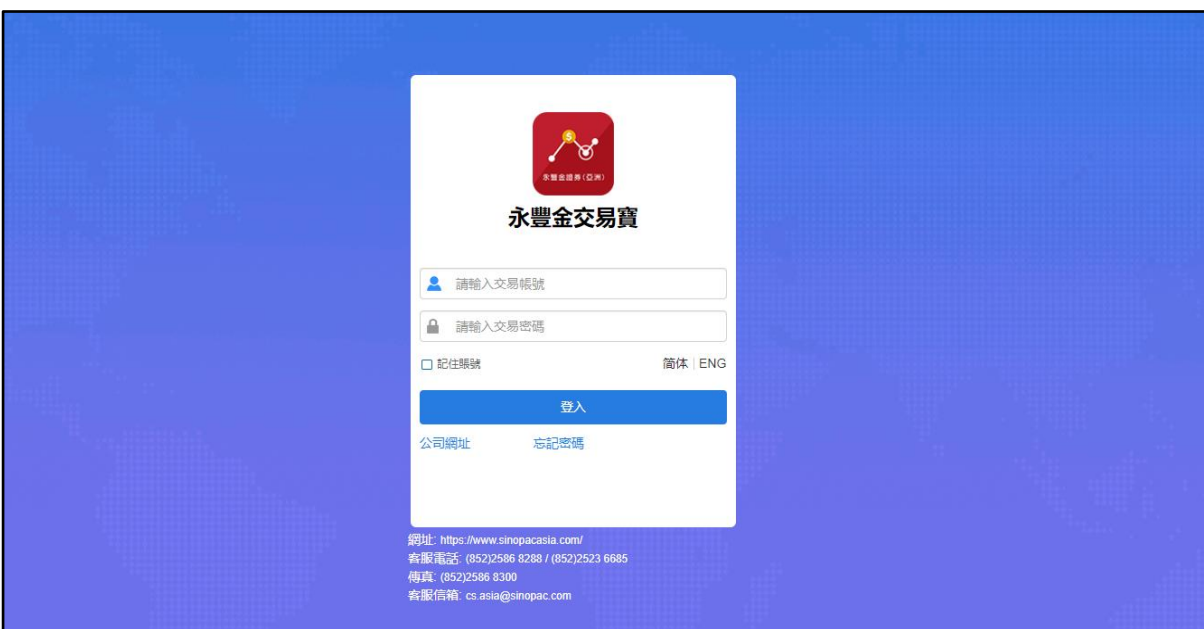 $
永豐金證券(亞洲)
永豐金交易寶
請輸入交易帳號
請輸入交易密碼
記住賬號
简体 | ENG
登入
公司網址 忘記密碼
網址: https://www.sinopacasia.com/
客服電話: (852)2586 8288 / (852)2523 6685
傳真: (852)2586 8300
客服信箱: cs.asia@sinopac.com